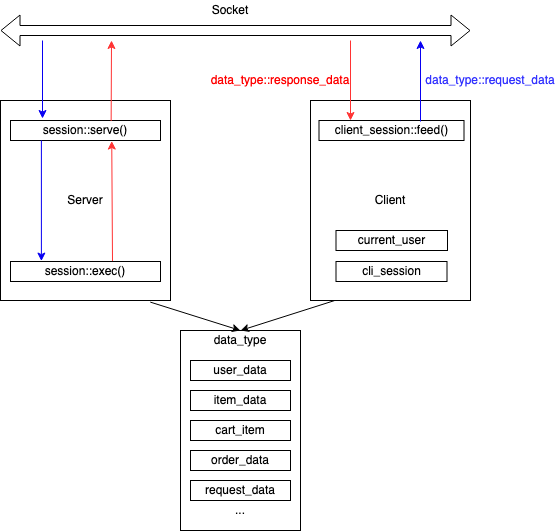 Socket
data_type::response_data
data_type::request_data
session::serve()
client_session::feed()
Server
Client
current_user
session::exec()
cli_session
data_type
user_data
item_data
cart_item
order_data
request_data
...